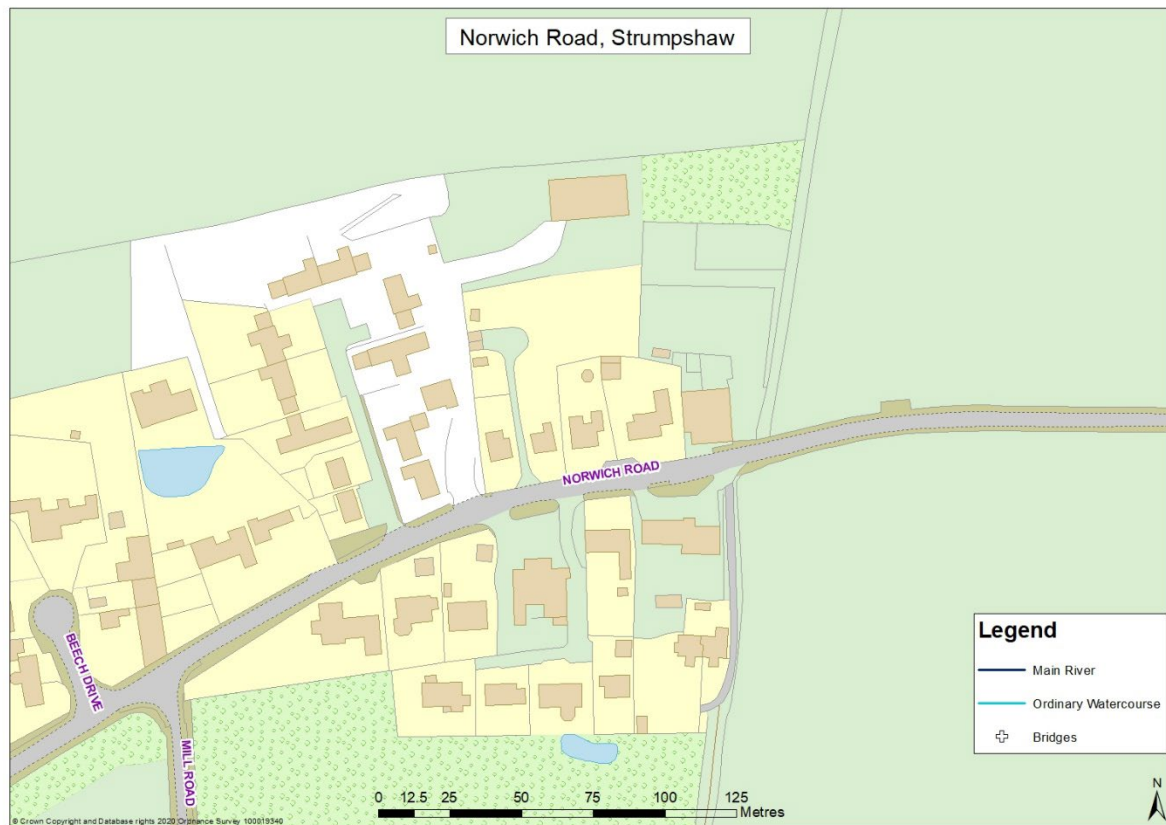 Norwich Road, Strumpshaw
NORWICH ROAD
BEECH DRIVE
MILL ROAD
Legend
Main River
Ordinary Watercourse
Bridges
N
0 12.5 25 50 75 100 125
Metres
© Crown Copyright and Database rights 2020 Ordnance Survey 100019340